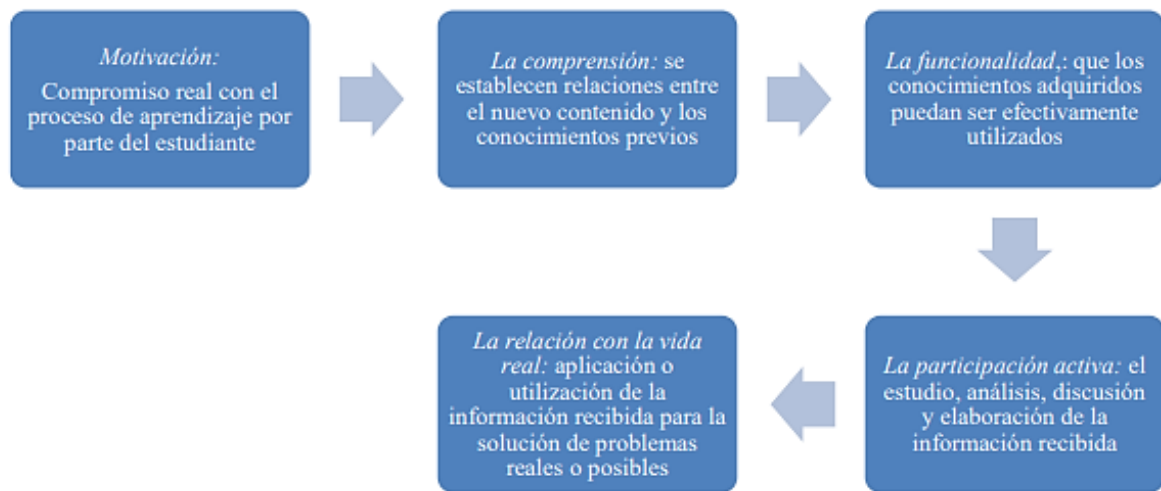 Motivación:
Compromiso real con el
proceso de aprendizaje por
parte del estudiante
La comprensión: se
establecen relaciones entre
el nuevo contenido y los
conocimientos previos
La funcionalidad,: que los
conocimientos adquiridos
puedan ser efectivamente
utilizados
La participación activa: el
estudio, análisis, discusión
y elaboración de la
información recibida
La relación con la vida
real: aplicación o
utilización de la
información recibida para la
solución de problemas
reales o posibles